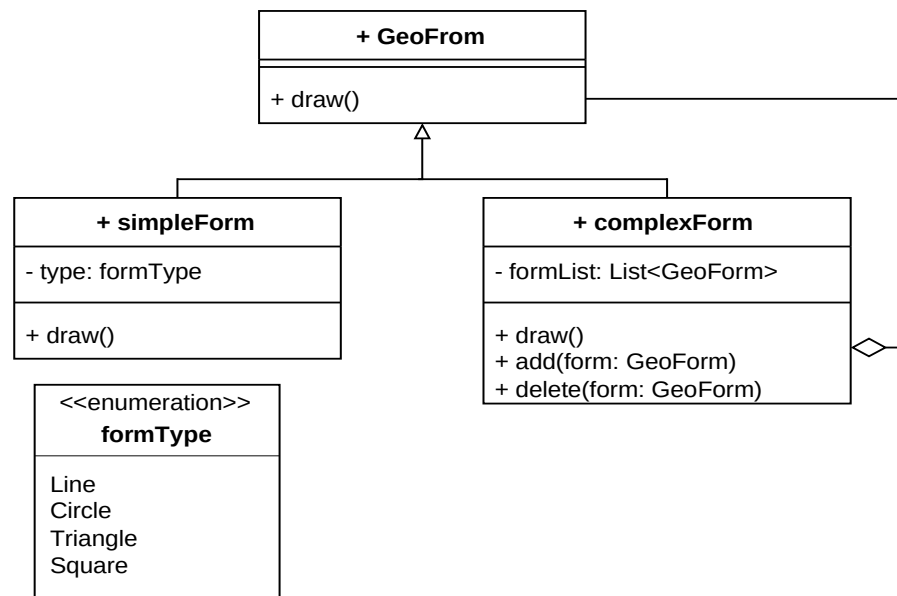 + GeoFrom
+ draw()
+ simpleForm
- type: formType
+ draw()
+ complexForm
- formList: List<GeoForm>
+ draw()
+ add(form: GeoForm)
+ delete(form: GeoForm)
<<enumeration>>
formType
Line
Circle
Triangle
Square